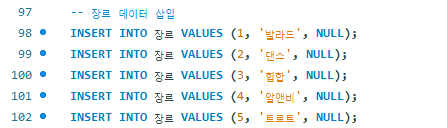 97 -- 장르 데이터 삽입
98 INSERT INTO 장르 VALUES (1, '발라드', NULL);
99 INSERT INTO 장르 VALUES (2, '댄스', NULL);
100 INSERT INTO 장르 VALUES (3, '힙합', NULL);
101 INSERT INTO 장르 VALUES (4, '알앤비', NULL);
102 INSERT INTO 장르 VALUES (5, '트로트', NULL);